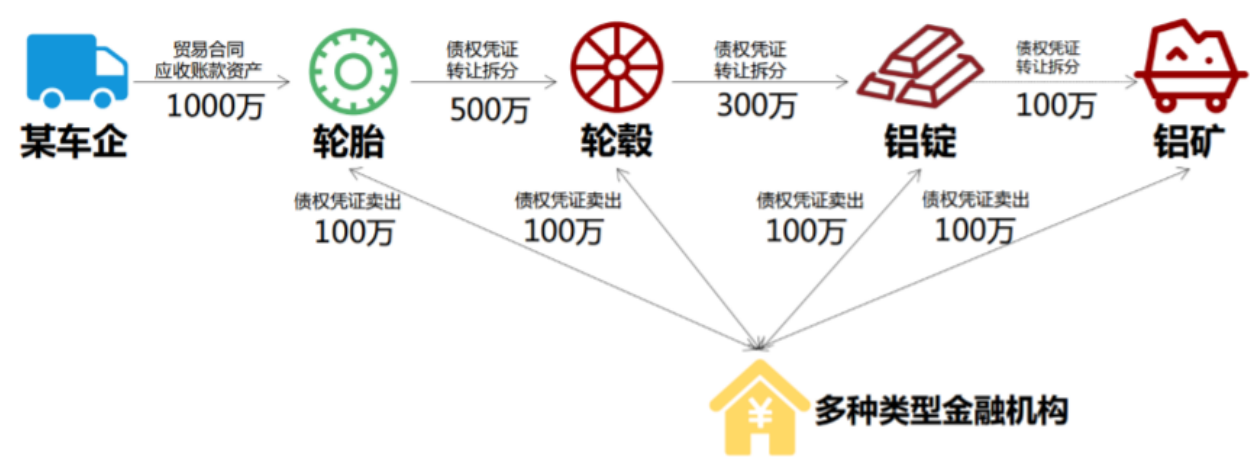 贸易合同
应收账款资产
1000万
债权凭证
转让拆分
500万
债权凭证
转让拆分
300万
债权凭证
转让拆分
100万
某车企
轮胎
轮毂
铝锭
铝矿
债权凭证卖出
100万
债权凭证卖出
100万
债权凭证卖出
100万
债权凭证卖出
100万
¥
多种类型金融机构